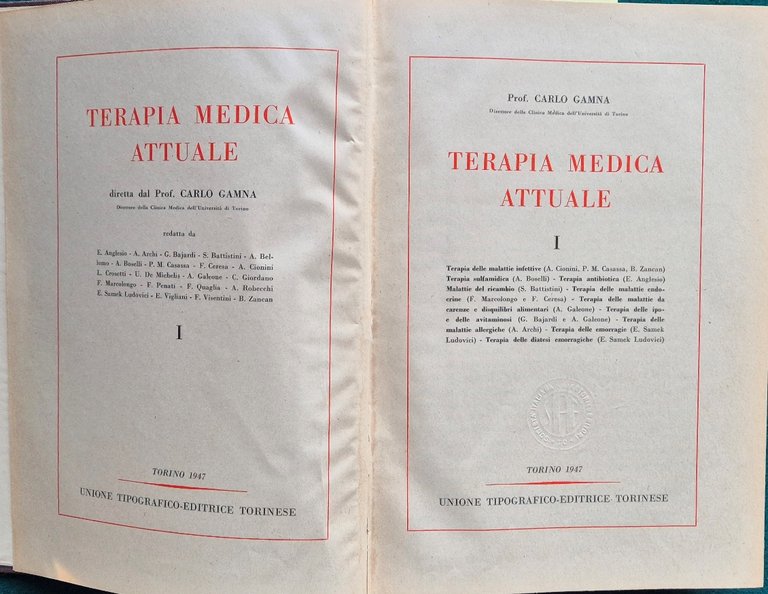 TERAPIA MEDICA
ATTUALE
diretta dal Prof. CARLO GAMNA
Direttore della Clinica Medica dell'Università di Torino
redatta da
E. Anglesio - A. Archi - G. Bajardi - S. Battistini - A. Bel-
lomo - A. Boselli - P. M. Casassa - F. Ceresa - A. Cionini
L. Crosetti - U. De Michelis - A. Galeone - C. Giordano
F. Marcolongo - F. Penati - F. Quaglia - A. Robecchi
E. Samek Ludovici - E. Vigliani - F. Visentini - B. Zancan
I
TORINO 1947
UNIONE TIPOGRAFICO-EDITRICE TORINESE
Prof. CARLO GAMNA
Direttore della Clinica Medica dell'Università di Torino
TERAPIA MEDICA
ATTUALE
I
Terapia delle malattie infettive (A. Cionini, P. M. Casassa, B. Zancan)
Terapia sulfamidica (A. Boselli) - Terapia antibiotica (E. Anglesio)
Malattie del ricambio (S. Battistini) - Terapia delle malattie endo-
crine (F. Marcolongo e F. Ceresa) - Terapia delle malattie da
carenze e disquilibri alimentari (A. Galeone) - Terapia delle ipo-
e delle avitaminosi (G. Bajardi e A. Galeone) - Terapia delle
malattie allergiche (A. Archi) - Terapia delle emorragie (E. Samek
Ludovici) - Terapia delle diatesi emorragiche (E. Samek Ludovici)
TORINO 1947
UNIONE TIPOGRAFICO-EDITRICE TORINESE